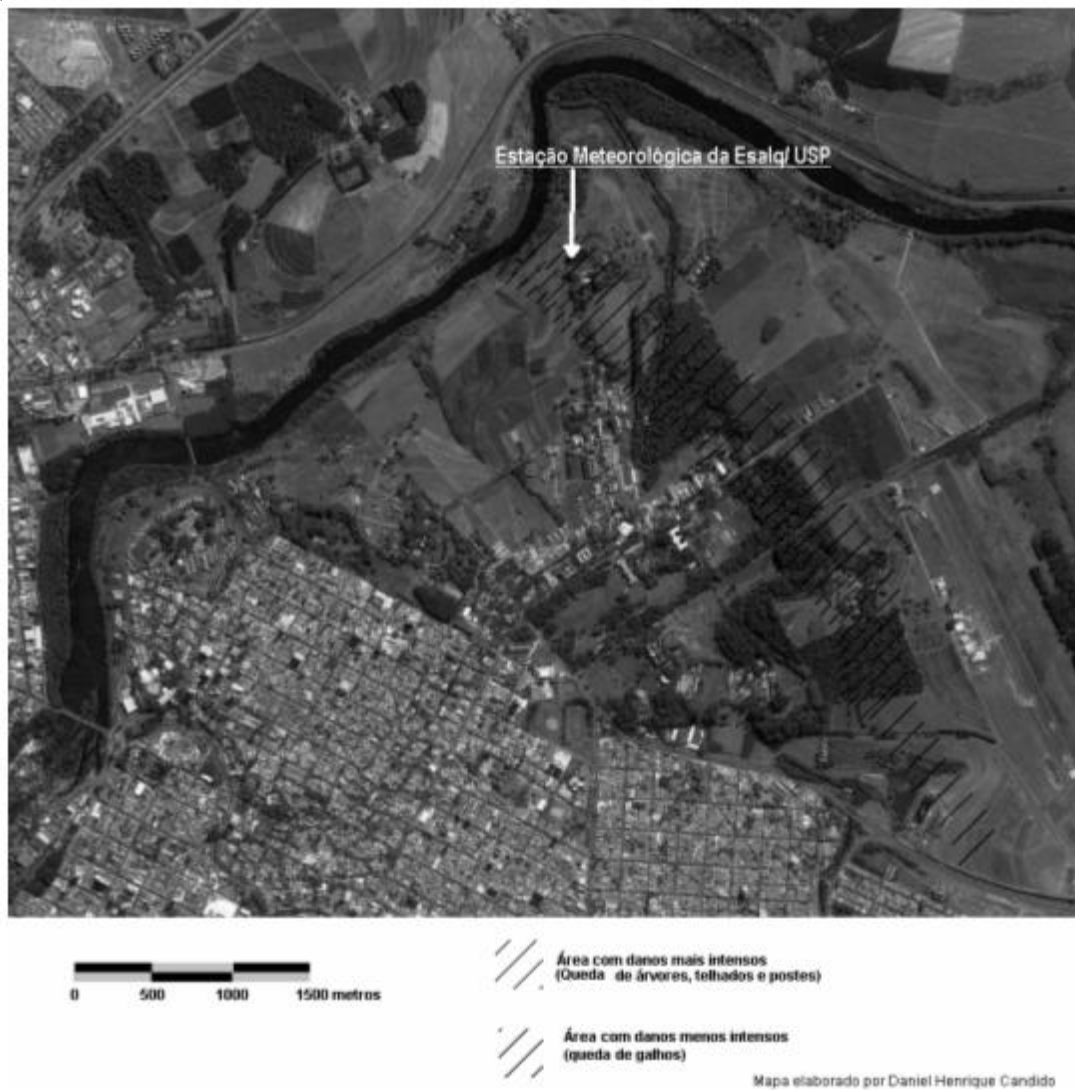 Estação Meteorológica da Esalq/ USP
0 500 1000 1500 metros
Área com danos mais intensos
(Queda de árvores, telhados e postes)
Área com danos menos intensos
(queda de galhos)
Mapa elaborado por Daniel Henrique Candido